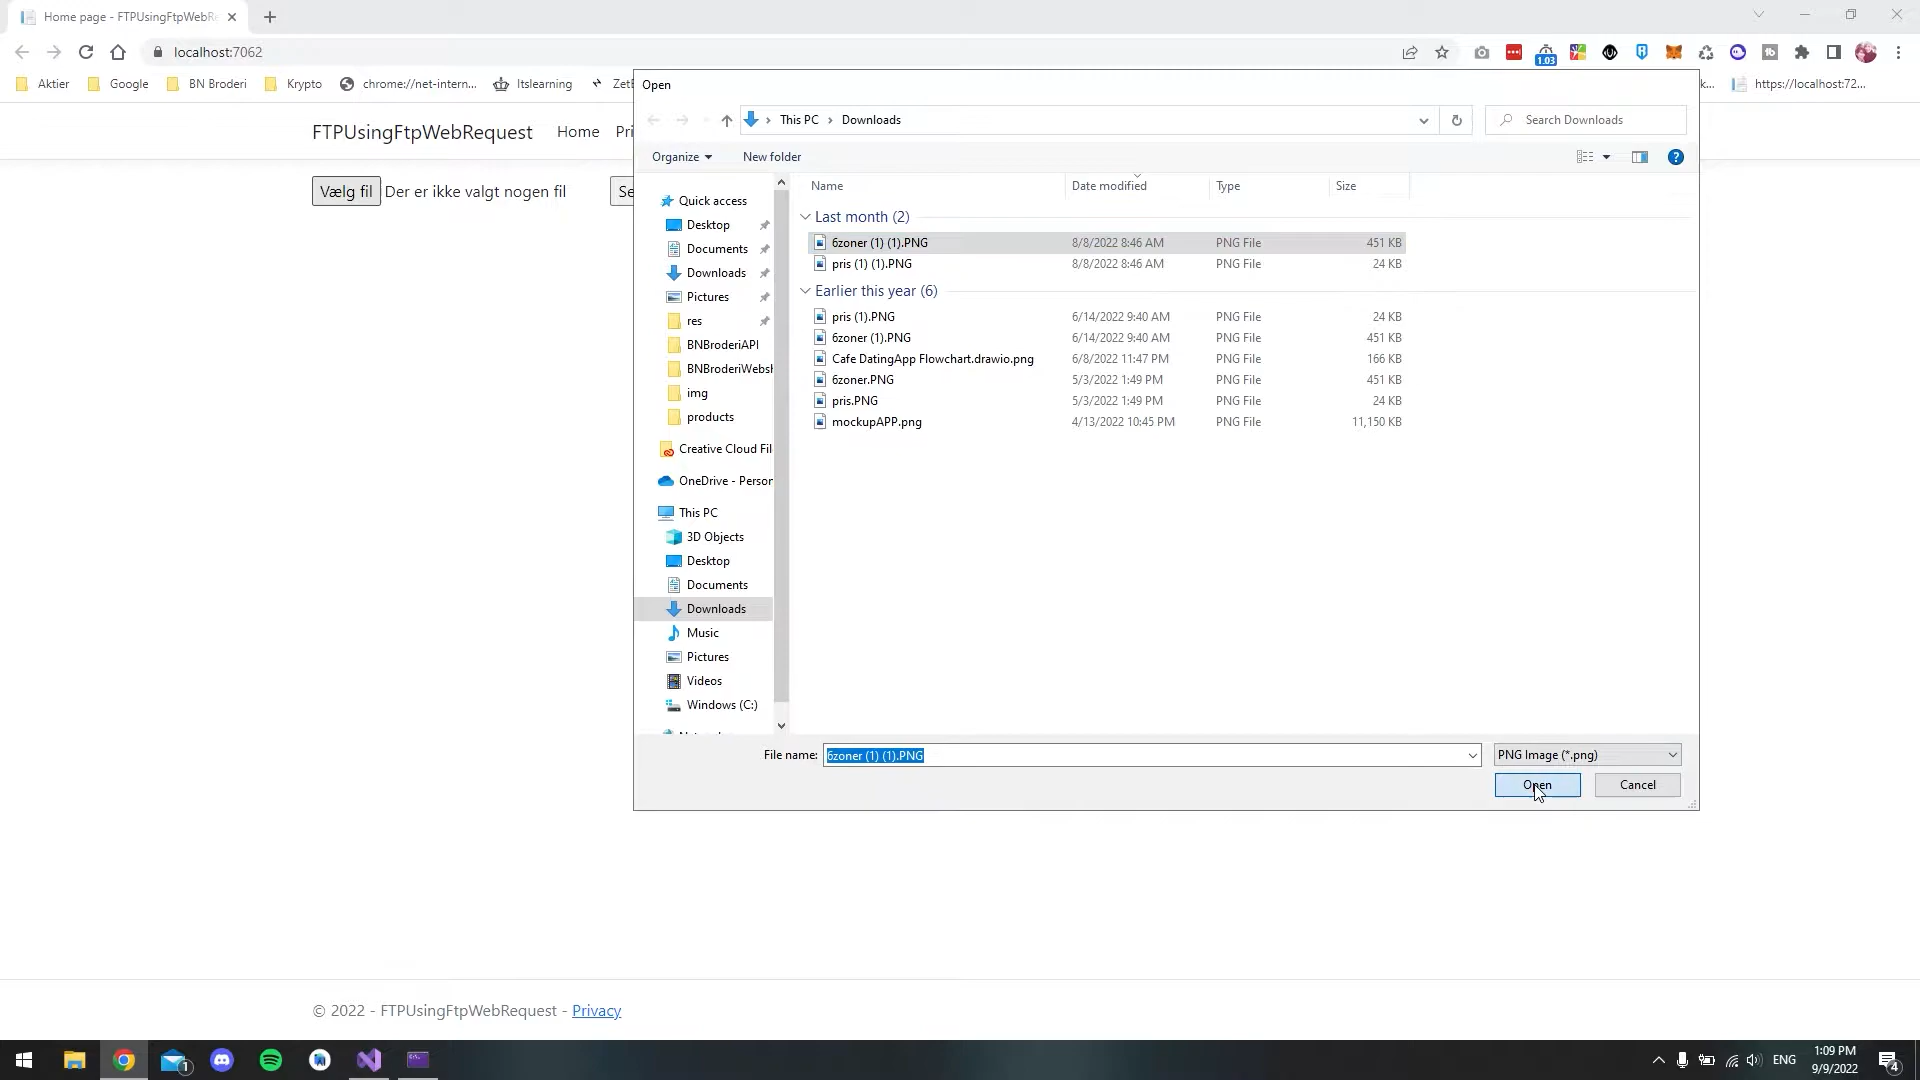 Home page - FTPUsingFtpWebRe
localhost:7062
1.03
Aktier
Google
BN Broderi
Krypto
chrome://net-intern...
Itslearning
k...
https://localhost:72...
FTPUsingFtpWebRequest
Home
Pri
Vælg fil
Der er ikke valgt nogen fil
Se
Open
This PC
Downloads
Search Downloads
Organize
New folder
Quick access
Desktop
Documents
Downloads
Pictures
res
BNBroderiAPI
BNBroderiWebsh
img
products
Creative Cloud Fil
OneDrive - Person
This PC
3D Objects
Desktop
Documents
Downloads
Music
Pictures
Videos
Windows (C:)
Name Date modified Type Size
Last month (2)
6zoner (1) (1).PNG 8/8/2022 8:46 AM PNG File 451 KB
pris (1) (1).PNG 8/8/2022 8:46 AM PNG File 24 KB
Earlier this year (6)
pris (1).PNG 6/14/2022 9:40 AM PNG File 24 KB
6zoner (1).PNG 6/14/2022 9:40 AM PNG File 451 KB
Cafe DatingApp Flowchart.drawio.png 6/8/2022 11:47 PM PNG File 166 KB
6zoner.PNG 5/3/2022 1:49 PM PNG File 451 KB
pris.PNG 5/3/2022 1:49 PM PNG File 24 KB
mockupAPP.png 4/13/2022 10:45 PM PNG File 11,150 KB
File name: 6zoner (1) (1).PNG
PNG Image (*.png)
Open
Cancel
© 2022 - FTPUsingFtpWebRequest - Privacy
1
ENG
1:09 PM
9/9/2022
4